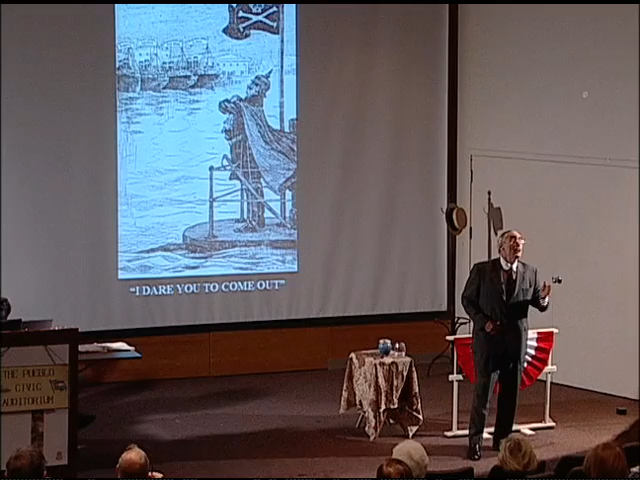 "I DARE YOU TO COME OUT"
THE PUEBLO
CIVIC
AUDITORIUM